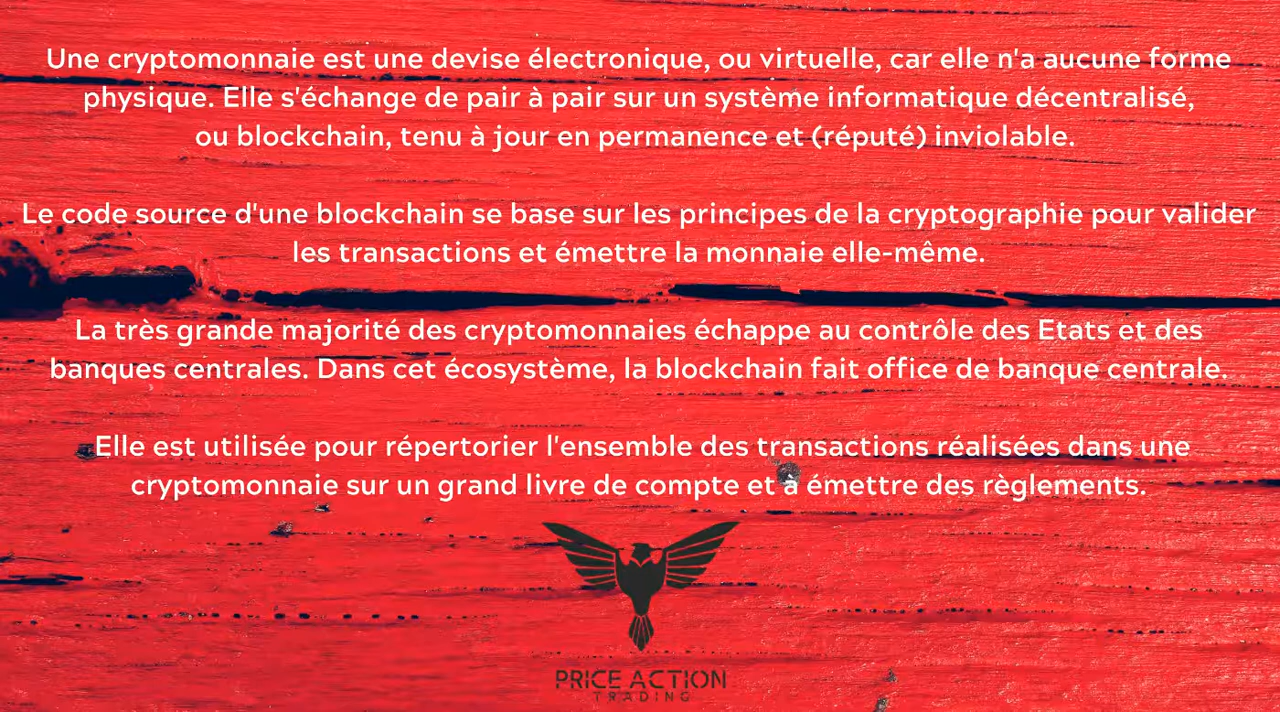 Une cryptomonnaie est une devise électronique, ou virtuelle, car elle n'a aucune forme
physique. Elle s'échange de pair à pair sur un système informatique décentralisé,
ou blockchain, tenu à jour en permanence et (réputé) inviolable.
Le code source d'une blockchain se base sur les principes de la cryptographie pour valider
les transactions et émettre la monnaie elle-même.
La très grande majorité des cryptomonnaies échappe au contrôle des Etats et des
banques centrales. Dans cet écosystème, la blockchain fait office de banque centrale.
Elle est utilisée pour répertorier l'ensemble des transactions réalisées dans une
cryptomonnaie sur un grand livre de compte et à émettre des règlements.
PRICE ACTION
TRADING